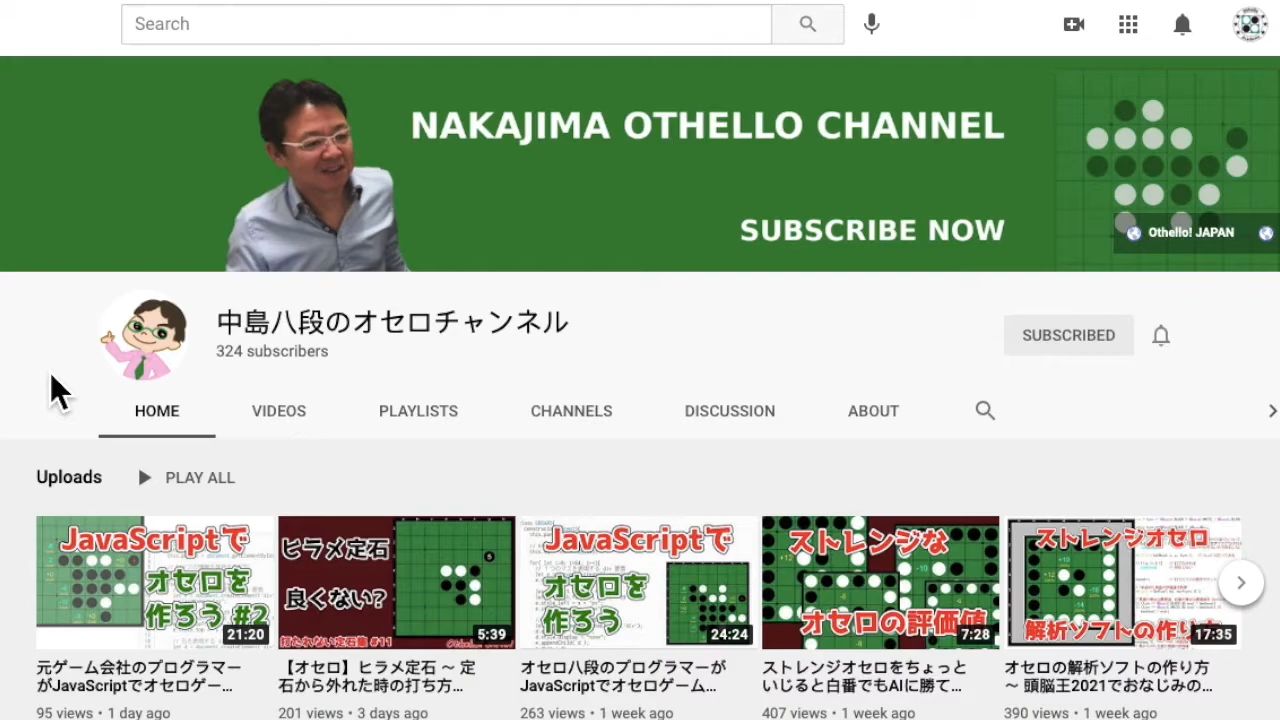 Search
NAKAJIMA OTHELLO CHANNEL
SUBSCRIBE NOW
Othello! JAPAN
中島八段のオセロチャンネル
324 subscribers
SUBSCRIBED
HOME
VIDEOS
PLAYLISTS
CHANNELS
DISCUSSION
ABOUT
Uploads
PLAY ALL
JavaScriptで
オセロを
作ろう #2
21:20
ヒラメ定石
良くない?
打たれない定石集 #11
5:39
JavaScriptで
オセロを
作ろう
24:24
ストレンジな
オセロの評価値
7:28
ストレンジオセロ
解析ソフトの作り
17:35
元ゲーム会社のプログラマー
がJavaScriptでオセロゲー...
95 views • 1 day ago
【オセロ】ヒラメ定石 ～ 定
石から外れた時の打ち方...
201 views • 3 days ago
オセロ八段のプログラマーが
JavaScriptでオセロゲーム...
263 views • 1 week ago
ストレンジオセロをちょっと
いじると白番でもAIに勝て...
407 views • 1 week ago
オセロの解析ソフトの作り方
～ 頭脳王2021でおなじみの...
390 views • 1 week ago